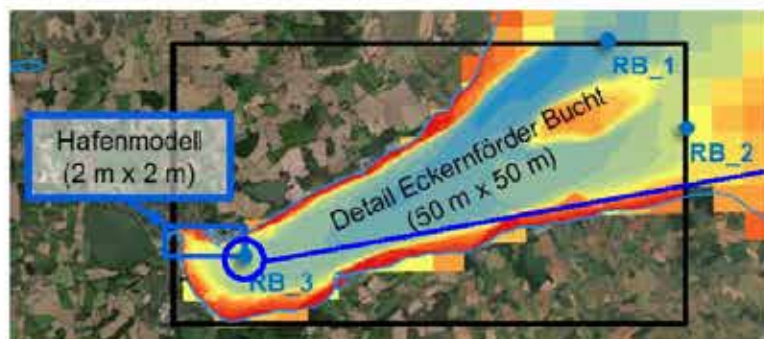 RB_1
Hafenmodell
(2 m x 2 m)
Detail Eckernförder Bucht
(50 m x 50 m)
RB_2
RB_3